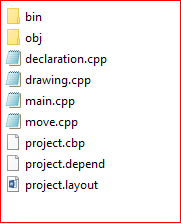 bin
obj
declaration.cpp
drawing.cpp
main.cpp
move.cpp
project.cbp
project.depend
project.layout